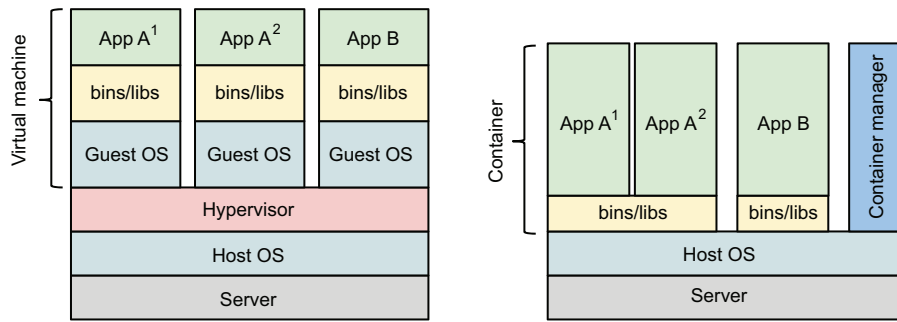 Virtual machine
App A¹ App A² App B
bins/libs bins/libs bins/libs
Guest OS Guest OS Guest OS
Hypervisor
Host OS
Server
Container
App A¹ App A² App B
bins/libs bins/libs
Container manager
Host OS
Server